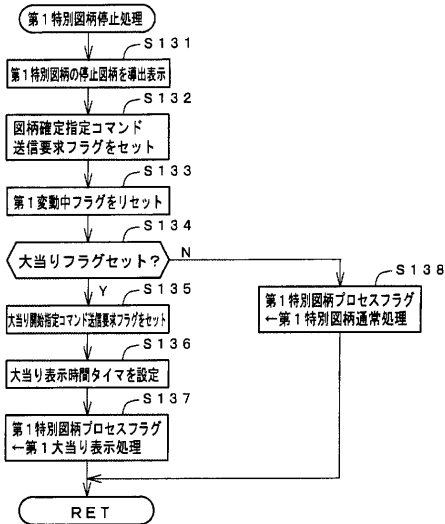 第1特別図柄停止処理
S131
第1特別図柄の停止図柄を導出表示
S132
図柄確定指定コマンド
送信要求フラグをセット
S133
第1変動中フラグをリセット
S134
大当りフラグセット?
N
Y
S135
大当り開始指定コマンド送信要求フラグをセット
S136
大当り表示時間タイマを設定
S137
第1特別図柄プロセスフラグ
←第1大当り表示処理
S138
第1特別図柄プロセスフラグ
←第1特別図柄通常処理
RET